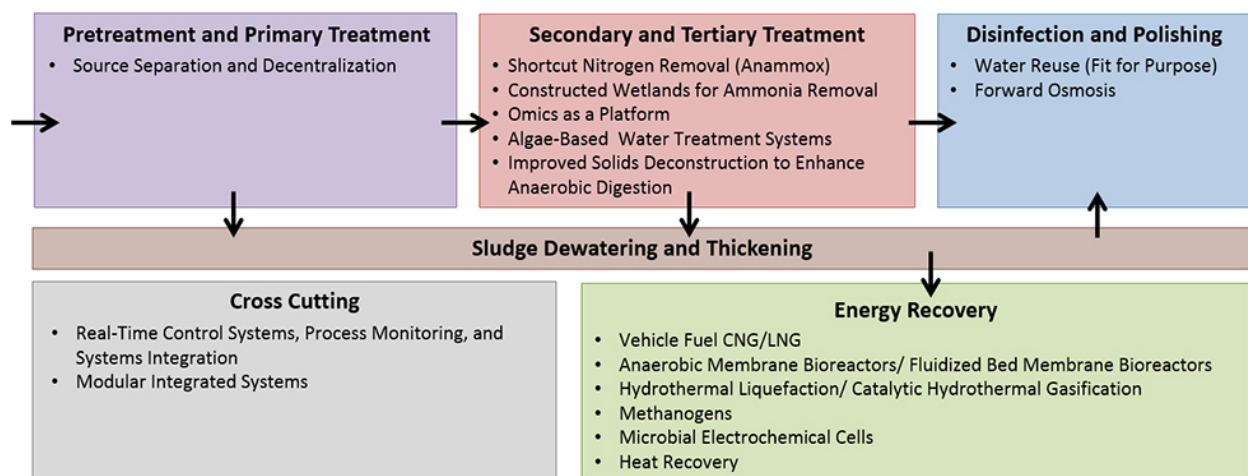 Pretreatment and Primary Treatment
• Source Separation and Decentralization
Secondary and Tertiary Treatment
• Shortcut Nitrogen Removal (Anammox)
• Constructed Wetlands for Ammonia Removal
• Omics as a Platform
• Algae-Based Water Treatment Systems
• Improved Solids Deconstruction to Enhance
Anaerobic Digestion
Disinfection and Polishing
• Water Reuse (Fit for Purpose)
• Forward Osmosis
Sludge Dewatering and Thickening
Cross Cutting
• Real-Time Control Systems, Process Monitoring, and
Systems Integration
• Modular Integrated Systems
Energy Recovery
• Vehicle Fuel CNG/LNG
• Anaerobic Membrane Bioreactors/ Fluidized Bed Membrane Bioreactors
• Hydrothermal Liquefaction/ Catalytic Hydrothermal Gasification
• Methanogens
• Microbial Electrochemical Cells
• Heat Recovery